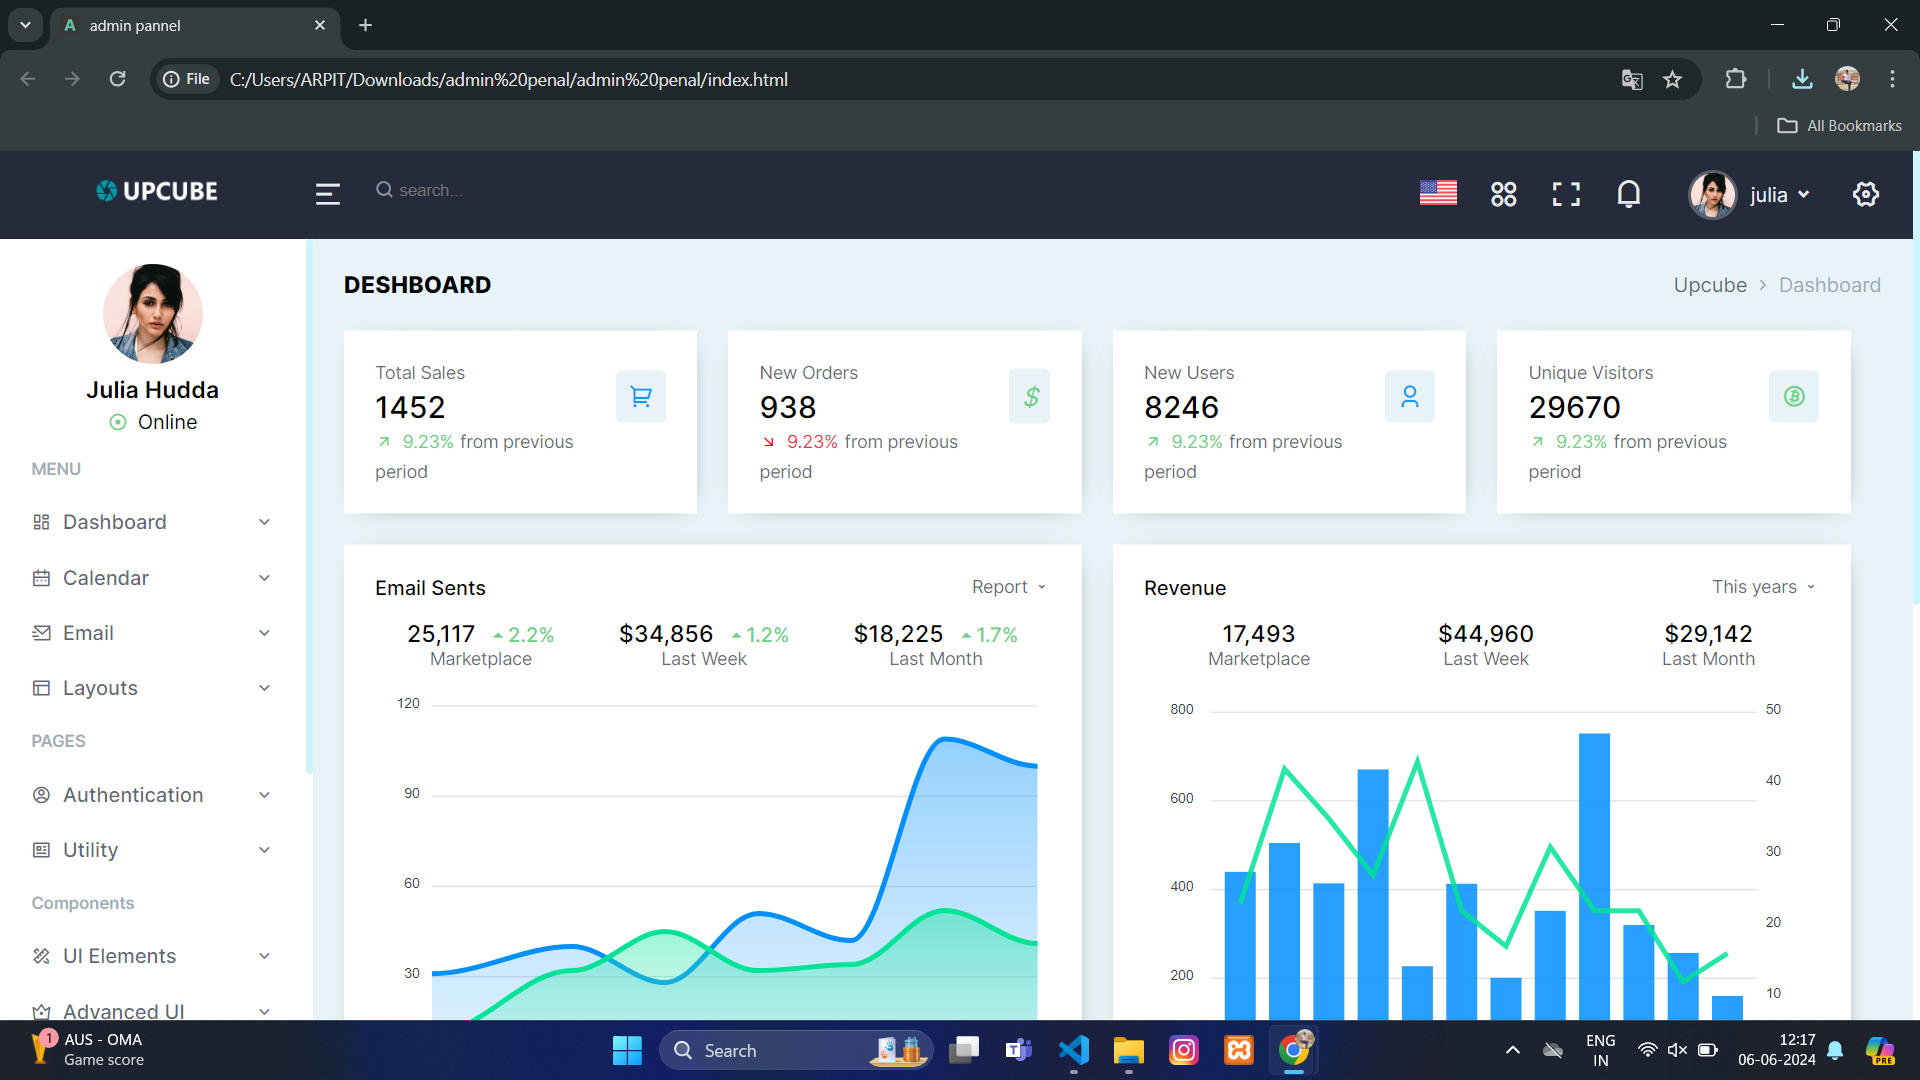 admin pannel
File
C:/Users/ARPIT/Downloads/admin%20penal/admin%20penal/index.html
All Bookmarks
UPCUBE
search...
julia
Julia Hudda
Online
MENU
Dashboard
Calendar
Email
Layouts
PAGES
Authentication
Utility
Components
UI Elements
Advanced UI
DESHBOARD
Upcube > Dashboard
Total Sales
1452
9.23% from previous
period
New Orders
938
9.23% from previous
period
New Users
8246
9.23% from previous
period
Unique Visitors
29670
9.23% from previous
period
Email Sents
Report
25,117 2.2%
Marketplace
$34,856 1.2%
Last Week
$18,225 1.7%
Last Month
120
90
60
30
Revenue
This years
17,493
Marketplace
$44,960
Last Week
$29,142
Last Month
800
600
400
200
50
40
30
20
10
1
AUS - OMA
Game score
Search
ENG
IN
12:17
06-06-2024
PRE